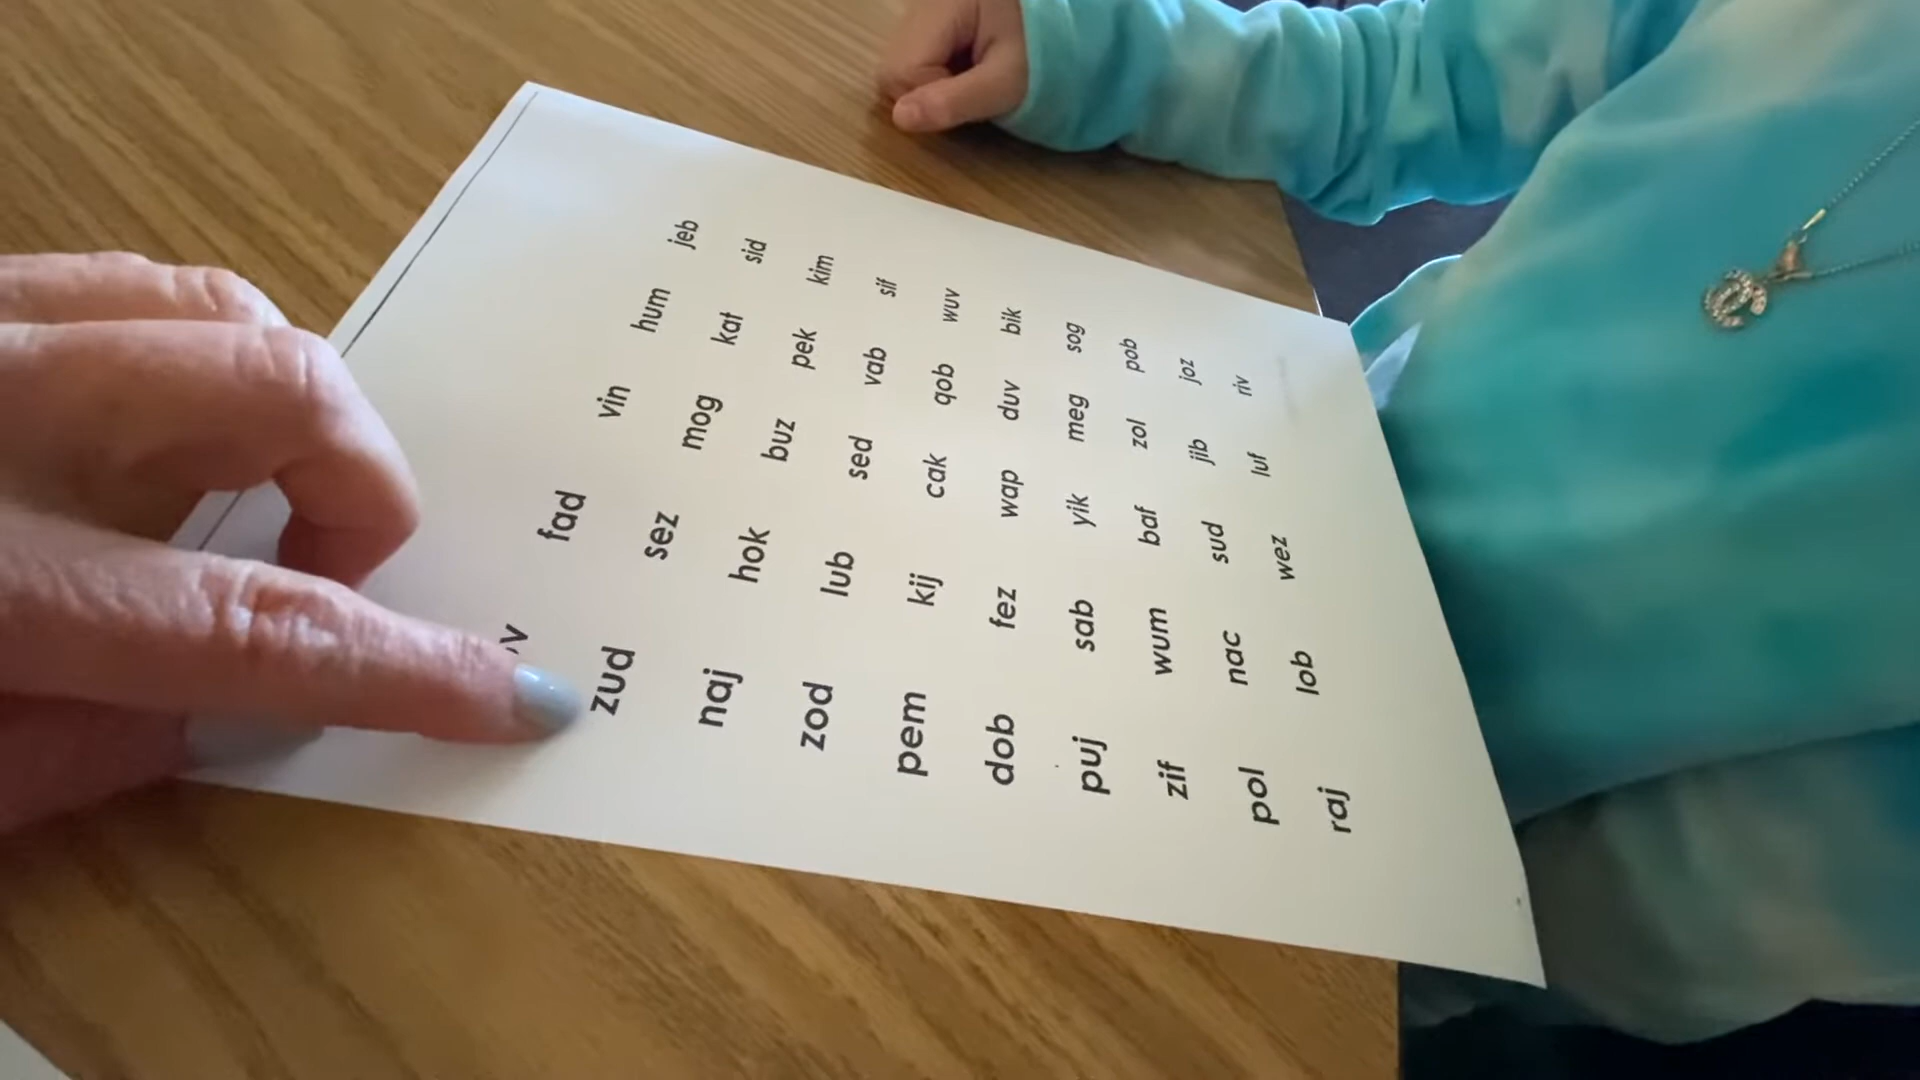 fad vin hum jeb
zud sez mog kat sid
naj hok buz pek kim
zod lub sed vab sif
pem kij cak qob wuv
dob fez wap duv bik
puj sab yik meg sog
zif wum baf zol pob
pol nac sud jib joz
raj lob wez luf riv